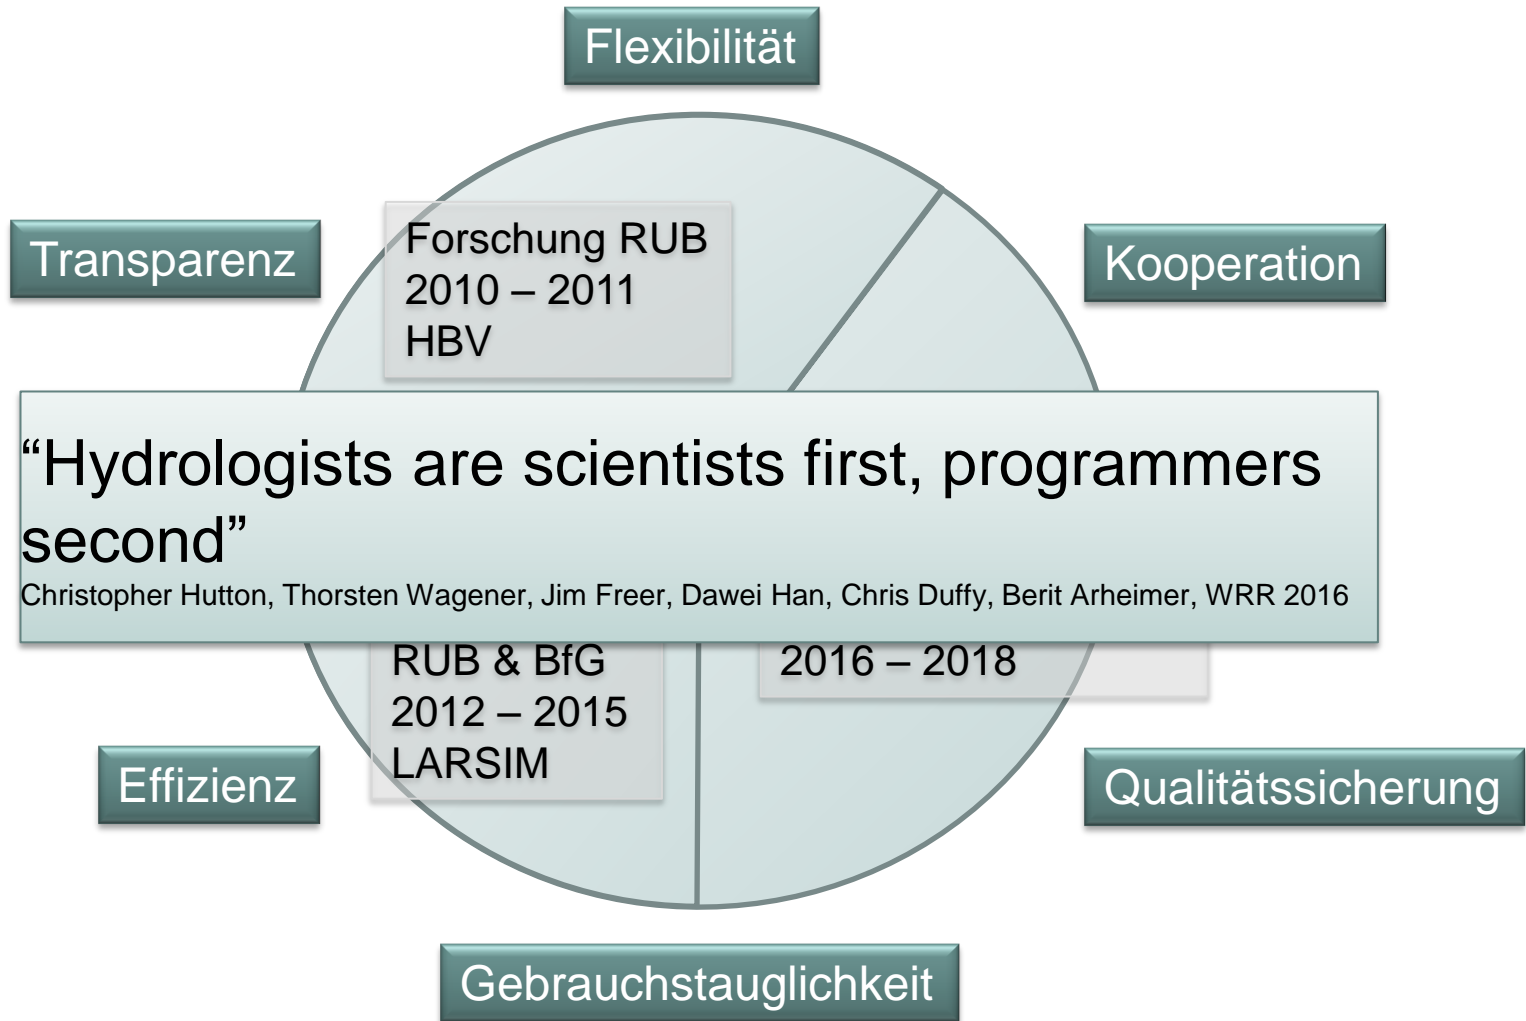 Flexibilität
Transparenz
Kooperation
Forschung RUB
2010 – 2011
HBV
“Hydrologists are scientists first, programmers
second”
Christopher Hutton, Thorsten Wagener, Jim Freer, Dawei Han, Chris Duffy, Berit Arheimer, WRR 2016
RUB & BfG
2012 – 2015
LARSIM
2016 – 2018
Effizienz
Qualitätssicherung
Gebrauchstauglichkeit